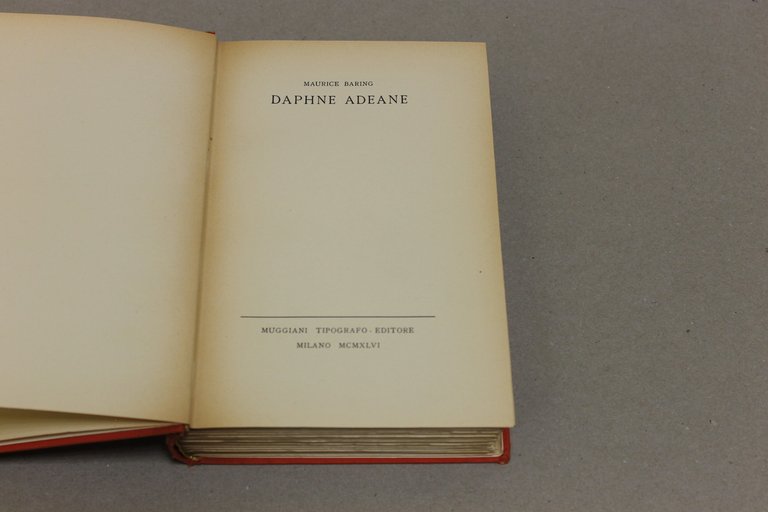 MAURICE BARING
DAPHNE ADEANE
MUGGIANI TIPOGRAFO-EDITORE
MILANO MCMXLVI